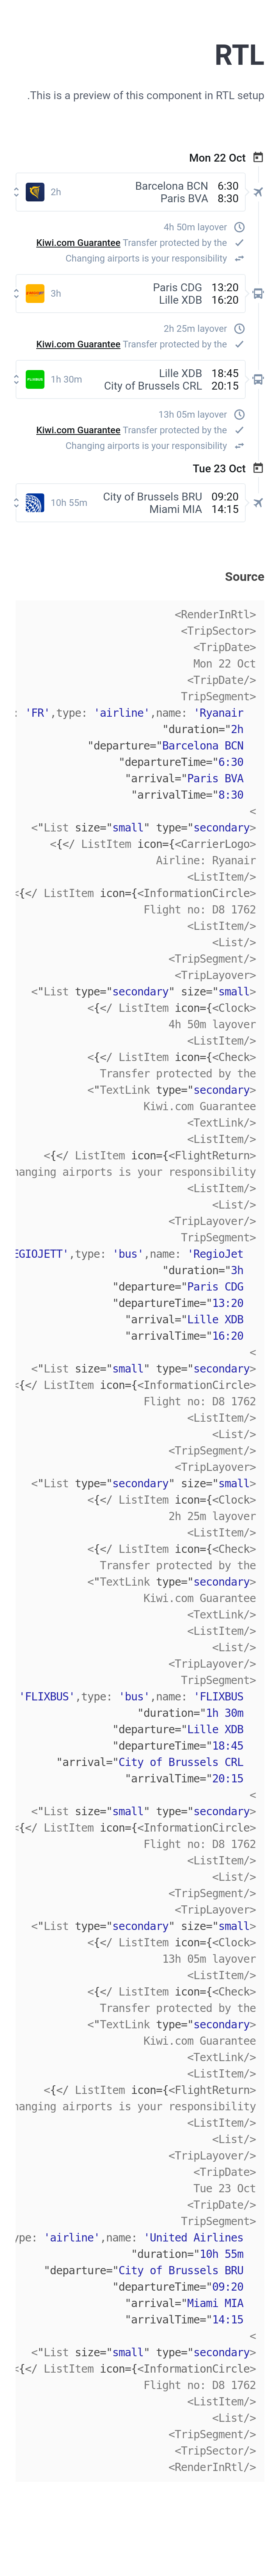 RTL
.This is a preview of this component in RTL setup
Mon 22 Oct
Barcelona BCN 6:30
2h
Paris BVA 8:30
4h 50m layover
Kiwi.com Guarantee Transfer protected by the
Changing airports is your responsibility
Paris CDG 13:20
3h
Lille XDB 16:20
2h 25m layover
Kiwi.com Guarantee Transfer protected by the
FLIXBUS
1h 30m
Lille XDB 18:45
City of Brussels CRL 20:15
13h 05m layover
Kiwi.com Guarantee Transfer protected by the
Changing airports is your responsibility
Tue 23 Oct
10h 55m
City of Brussels BRU 09:20
Miami MIA 14:15
Source
<RenderInRtl>
<TripSector>
<TripDate>
Mon 22 Oct
<TripDate/>
TripSegment>
: 'FR',type: 'airline',name: 'Ryanair
"duration="2h
"departure="Barcelona BCN
"departureTime="6:30
"arrival="Paris BVA
"arrivalTime="8:30
<
<"List size="small" type="secondary>
<{</ ListItem icon={<CarrierLogo>
Airline: Ryanair
<ListItem/>
<{</ ListItem icon={<InformationCircle>
Flight no: D8 1762
<ListItem/>
<List/>
<TripSegment/>
<TripLayover>
<"List type="secondary" size="small>
<{</ ListItem icon={<Clock>
4h 50m layover
<ListItem/>
<{</ ListItem icon={<Check>
Transfer protected by the
<"TextLink type="secondary>
Kiwi.com Guarantee
<TextLink/>
<ListItem/>
<{</ ListItem icon={<FlightReturn>
hanging airports is your responsibility
<ListItem/>
<List/>
<TripLayover/>
TripSegment>
EGIOJETT',type: 'bus',name: 'RegioJet
"duration="3h
"departure="Paris CDG
"departureTime="13:20
"arrival="Lille XDB
"arrivalTime="16:20
<
<"List size="small" type="secondary>
<{</ ListItem icon={<InformationCircle>
Flight no: D8 1762
<ListItem/>
<List/>
<TripSegment/>
<TripLayover>
<"List type="secondary" size="small>
<{</ ListItem icon={<Clock>
2h 25m layover
<ListItem/>
<{</ ListItem icon={<Check>
Transfer protected by the
<"TextLink type="secondary>
Kiwi.com Guarantee
<TextLink/>
<ListItem/>
<List/>
<TripLayover/>
TripSegment>
'FLIXBUS',type: 'bus',name: 'FLIXBUS
"duration="1h 30m
"departure="Lille XDB
"departureTime="18:45
"arrival="City of Brussels CRL
"arrivalTime="20:15
<
<"List size="small" type="secondary>
<{</ ListItem icon={<InformationCircle>
Flight no: D8 1762
<ListItem/>
<List/>
<TripSegment/>
<TripLayover>
<"List type="secondary" size="small>
<{</ ListItem icon={<Clock>
13h 05m layover
<ListItem/>
<{</ ListItem icon={<Check>
Transfer protected by the
<"TextLink type="secondary>
Kiwi.com Guarantee
<TextLink/>
<ListItem/>
<{</ ListItem icon={<FlightReturn>
hanging airports is your responsibility
<ListItem/>
<List/>
<TripLayover/>
<TripDate>
Tue 23 Oct
<TripDate/>
TripSegment>
ype: 'airline',name: 'United Airlines
"duration="10h 55m
"departure="City of Brussels BRU
"departureTime="09:20
"arrival="Miami MIA
"arrivalTime="14:15
<
<"List size="small" type="secondary>
<{</ ListItem icon={<InformationCircle>
Flight no: D8 1762
<ListItem/>
<List/>
<TripSegment/>
<TripSector/>
<RenderInRtl/>